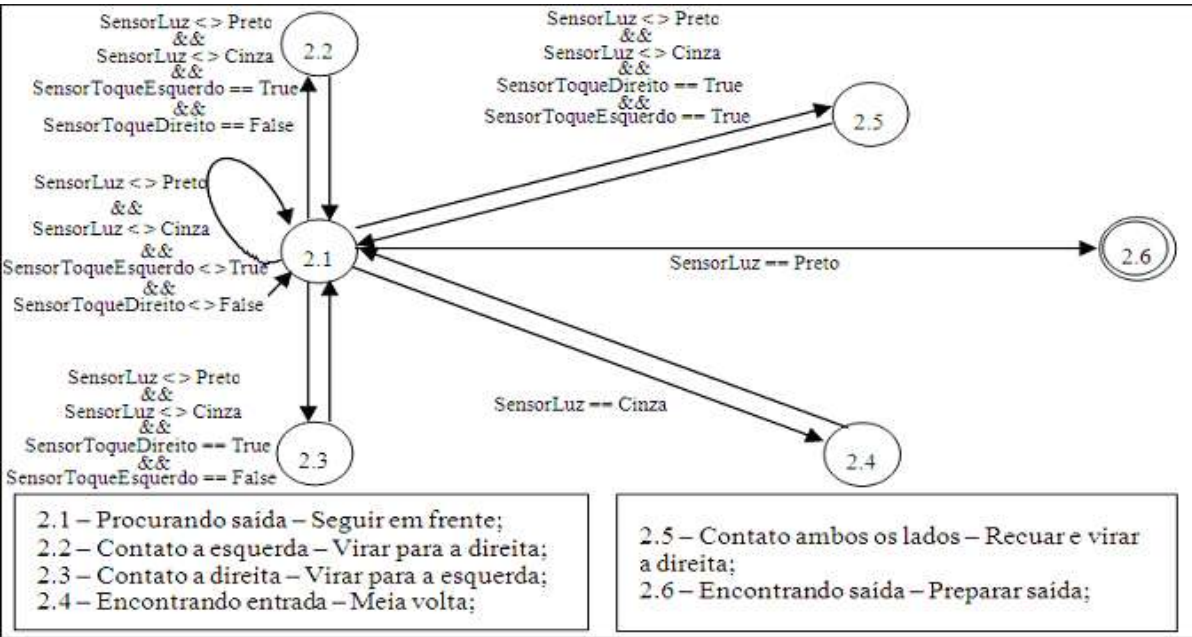 SensorLuz < > Preto
&&
SensorLuz < > Cinza
&&
SensorToqueEsquerdo == True
&&
SensorToqueDireito == False
2.2
SensorLuz < > Preto
&&
SensorLuz < > Cinza
&&
SensorToqueDireito == True
&&
SensorToqueEsquerdo == True
2.5
SensorLuz < > Preto
&&
SensorLuz < > Cinza
&&
SensorToqueEsquerdo < > True
&&
SensorToqueDireito < > False
2.1
SensorLuz == Preto
2.6
SensorLuz < > Preto
&&
SensorLuz < > Cinza
&&
SensorToqueDireito == True
&&
SensorToqueEsquerdo == False
2.3
SensorLuz == Cinza
2.4
2.1 – Procurando saída – Seguir em frente;
2.2 – Contato a esquerda – Virar para a direita;
2.3 – Contato a direita – Virar para a esquerda;
2.4 – Encontrando entrada – Meia volta;
2.5 – Contato ambos os lados – Recuar e virar
a direita;
2.6 – Encontrando saída – Preparar saída;